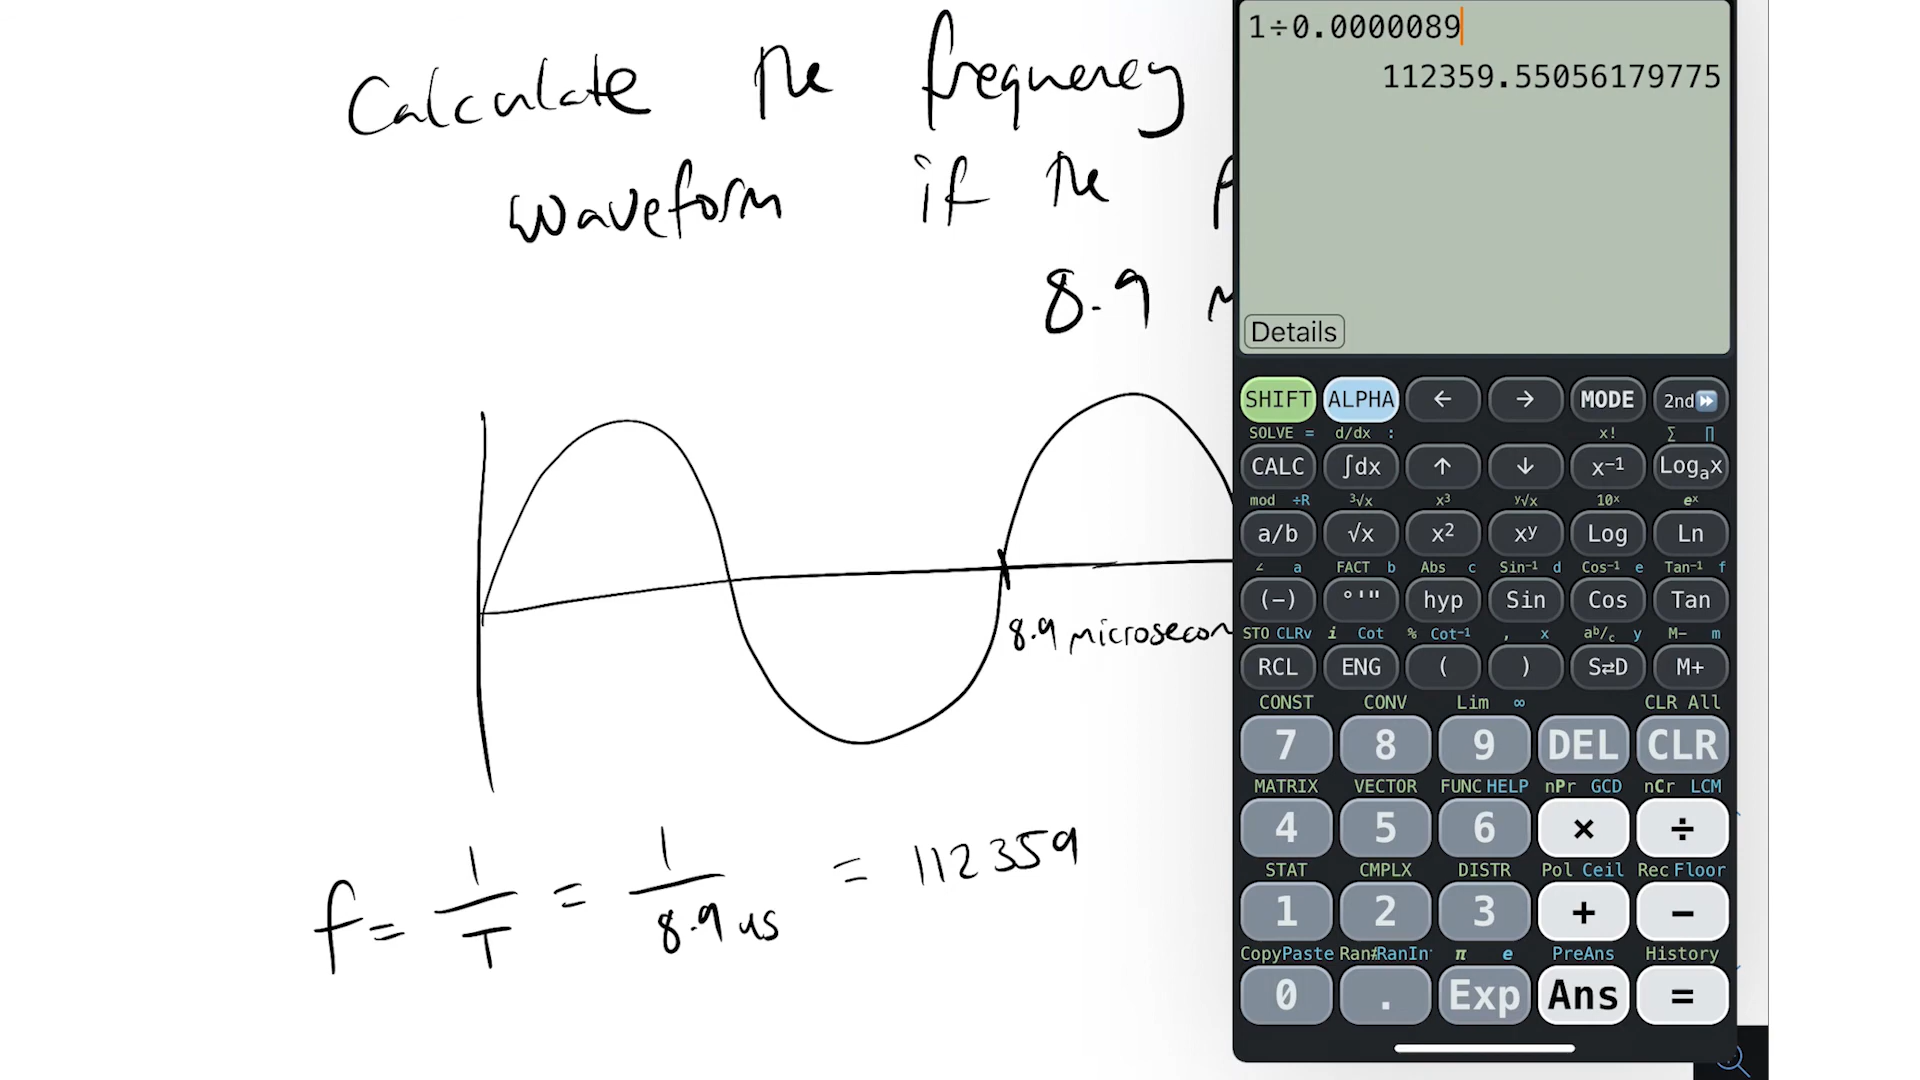 Calculate the frequency
waveform if the
8.9
8.9 microsecon
f = 1/T = 1/8.9 us = 112359
1÷0.0000089
112359.55056179775
Details
SHIFT ALPHA ← → MODE 2nd⏩
SOLVE = d/dx : x! ∑ ∏
CALC ∫dx ↑ ↓ x⁻¹ Logₐx
mod ÷R ³√x x³ ʸ√x 10ˣ eˣ
a/b √x x² xʸ Log Ln
∠ a FACT b Abs c Sin⁻¹ d Cos⁻¹ e Tan⁻¹ f
(−) °'" hyp Sin Cos Tan
STO CLRv i Cot % Cot⁻¹ , x aᵇ/c y M− m
RCL ENG ( ) S⇄D M+
CONST CONV Lim ∞ CLR All
7 8 9 DEL CLR
MATRIX VECTOR FUNC HELP nPr GCD nCr LCM
4 5 6 × ÷
STAT CMPLX DISTR Pol Ceil Rec Floor
1 2 3 + −
Copy Paste Ran# RanIn π e PreAns History
0 . Exp Ans =